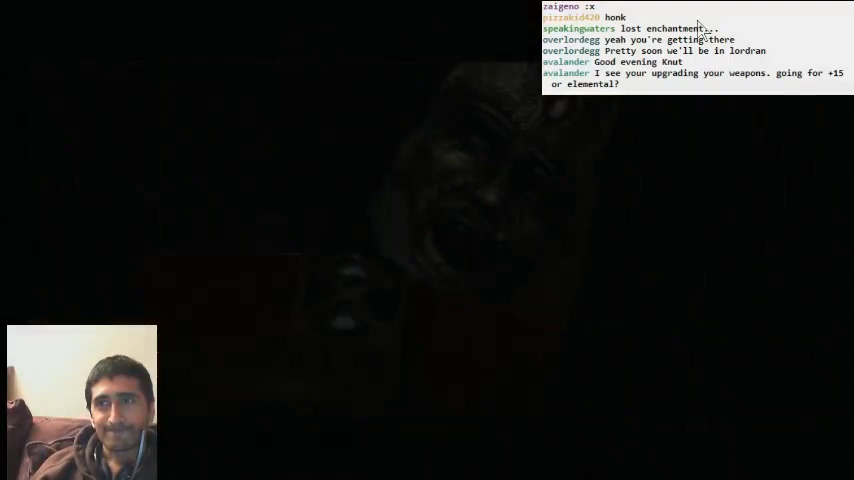 zaigeno :x
pizzakid420 honk
speakingwaters lost enchantment...
overlordegg yeah you're getting there
overlordegg Pretty soon we'll be in lordran
avalander Good evening Knut
avalander I see your upgrading your weapons. going for +15
or elemental?